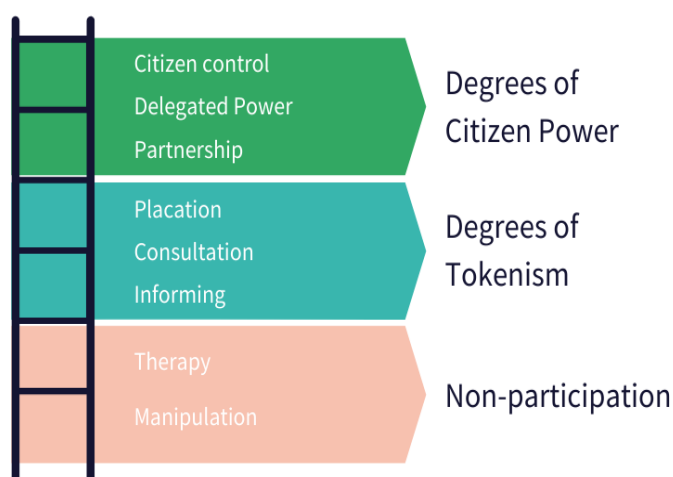 Citizen control
Delegated Power
Partnership
Degrees of
Citizen Power
Placation
Consultation
Informing
Degrees of
Tokenism
Therapy
Manipulation
Non-participation